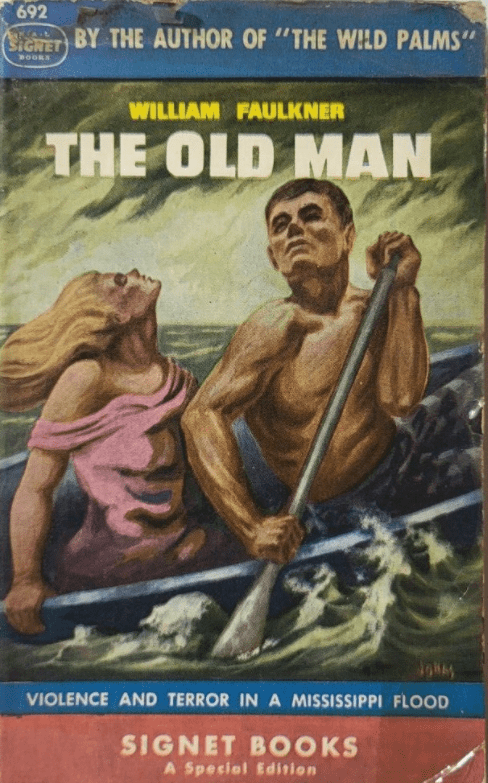 692
SIGNET
BOOKS
BY THE AUTHOR OF "THE WILD PALMS"
WILLIAM FAULKNER
THE OLD MAN
VIOLENCE AND TERROR IN A MISSISSIPPI FLOOD
SIGNET BOOKS
A Special Edition